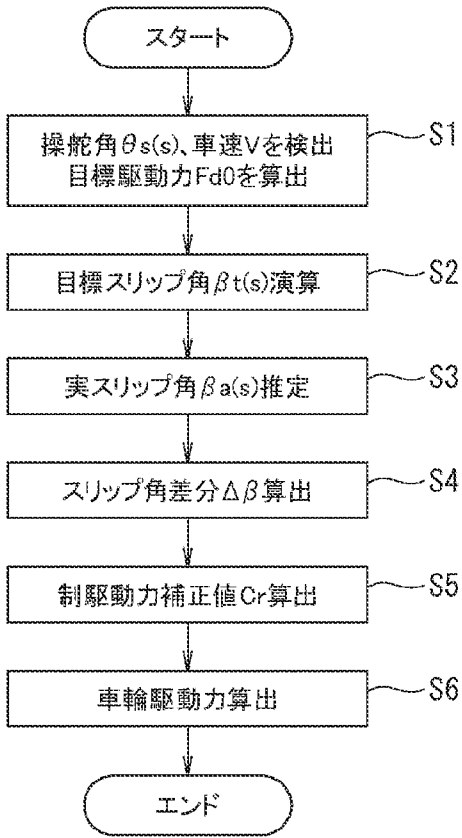 スタート
操舵角θs(s)、車速Vを検出
目標駆動力Fd0を算出
S1
目標スリップ角βt(s)演算
S2
実スリップ角βa(s)推定
S3
スリップ角差分Δβ算出
S4
制駆動力補正値Cr算出
S5
車輪駆動力算出
S6
エンド